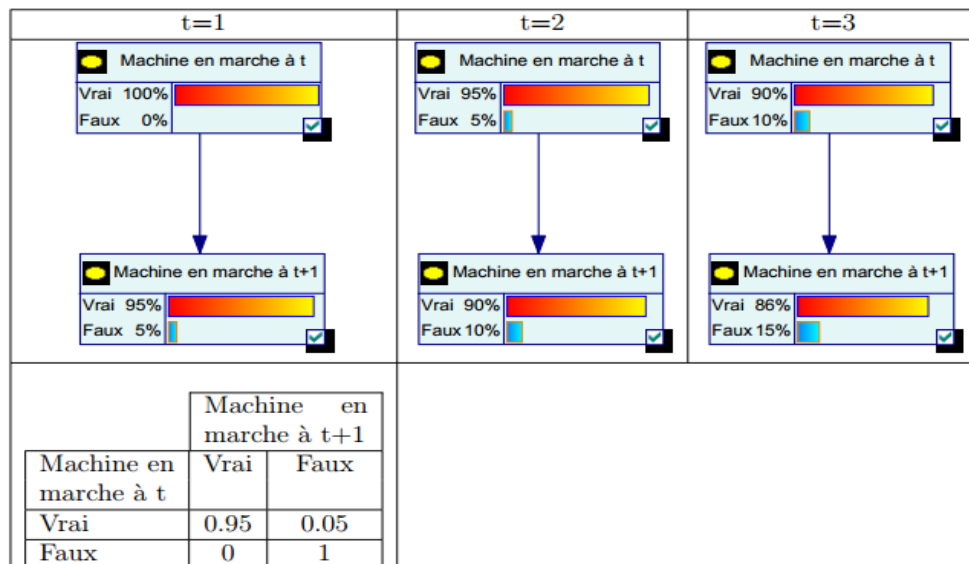 t=1 t=2 t=3
Machine en marche à t
Vrai 100%
Faux 0%
Machine en marche à t
Vrai 95%
Faux 5%
Machine en marche à t
Vrai 90%
Faux 10%
Machine en marche à t+1
Vrai 95%
Faux 5%
Machine en marche à t+1
Vrai 90%
Faux 10%
Machine en marche à t+1
Vrai 86%
Faux 15%
Machine en
marche à t+1
Machine en Vrai Faux
marche à t
Vrai 0.95 0.05
Faux 0 1